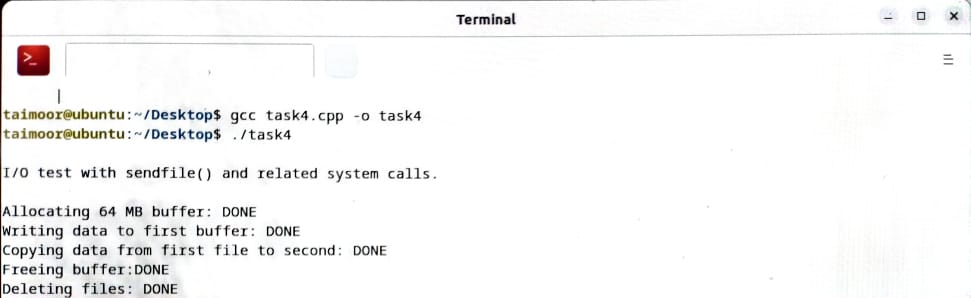 Terminal
taimoor@ubuntu:~/Desktop$ gcc task4.cpp -o task4
taimoor@ubuntu:~/Desktop$ ./task4
I/O test with sendfile() and related system calls.
Allocating 64 MB buffer: DONE
Writing data to first buffer: DONE
Copying data from first file to second: DONE
Freeing buffer:DONE
Deleting files: DONE